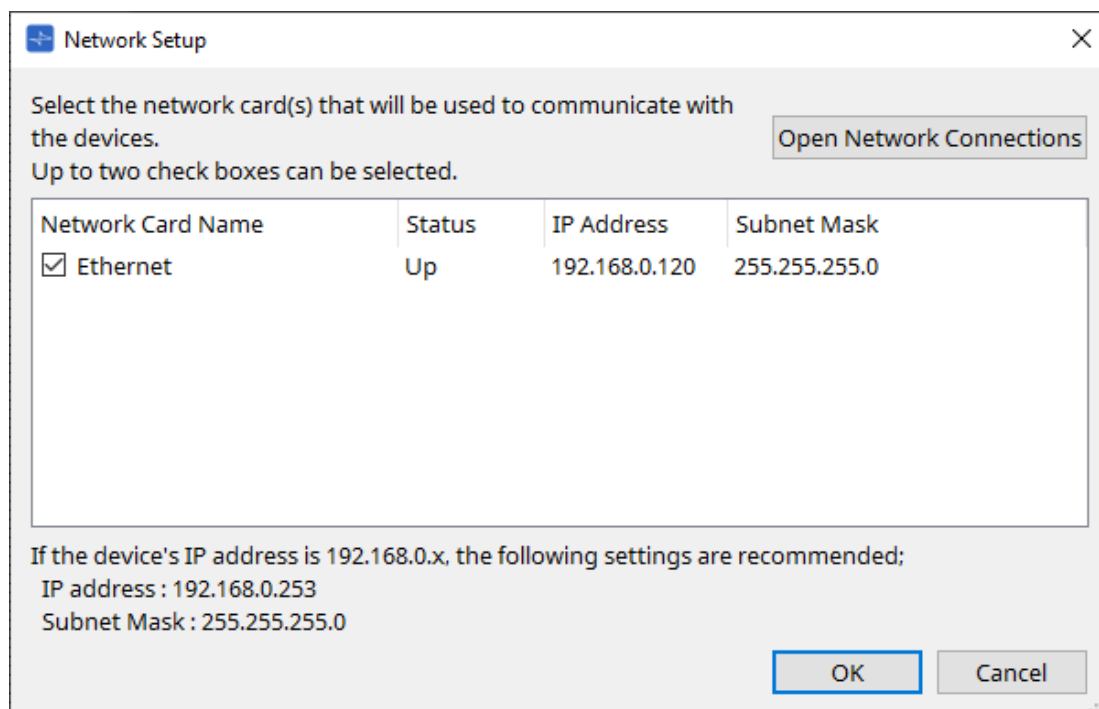 Network Setup
Select the network card(s) that will be used to communicate with
the devices.
Up to two check boxes can be selected.
Open Network Connections
Network Card Name Status IP Address Subnet Mask
Ethernet Up 192.168.0.120 255.255.255.0
If the device's IP address is 192.168.0.x, the following settings are recommended;
IP address : 192.168.0.253
Subnet Mask : 255.255.255.0
OK Cancel